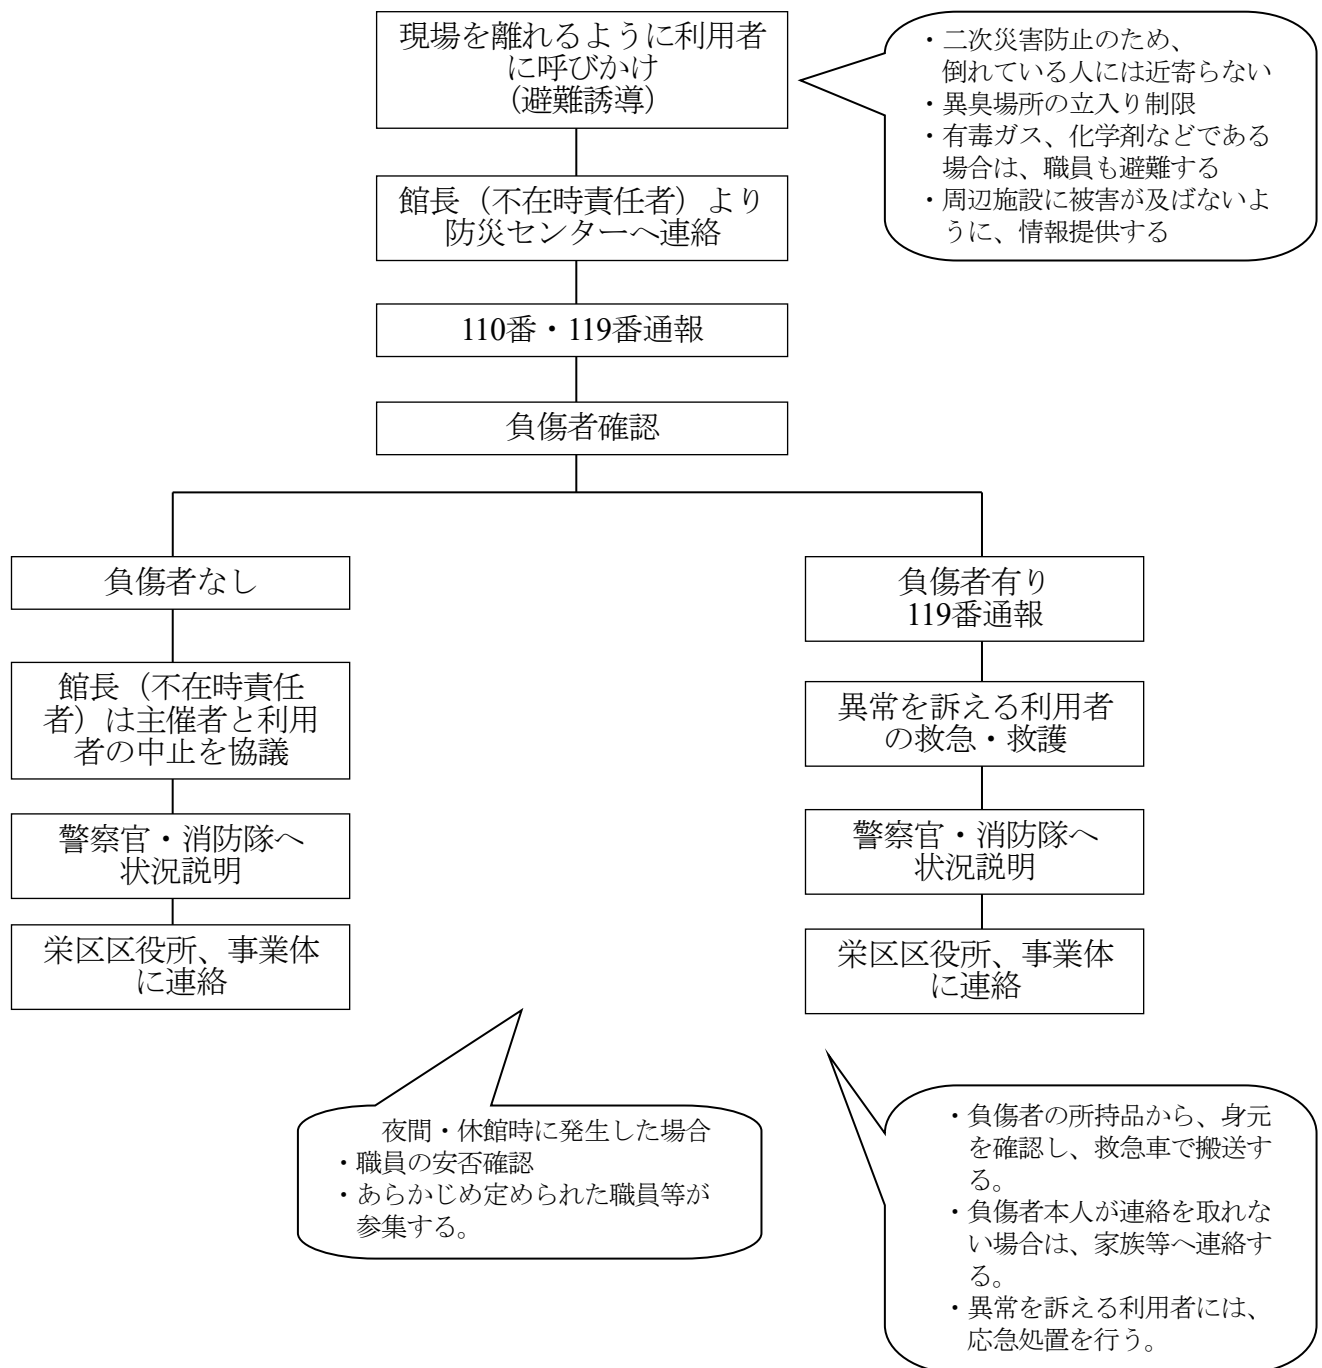 現場を離れるように利用者
に呼びかけ
（避難誘導）
・二次災害防止のため、
倒れている人には近寄らない
・異臭場所の立入り制限
・有毒ガス、化学剤などである
場合は、職員も避難する
・周辺施設に被害が及ばないよ
うに、情報提供する
館長（不在時責任者）より
防災センターへ連絡
110番・119番通報
負傷者確認
負傷者なし
館長（不在時責任
者）は主催者と利用
者の中止を協議
警察官・消防隊へ
状況説明
栄区区役所、事業体
に連絡
負傷者有り
119番通報
異常を訴える利用者
の救急・救護
警察官・消防隊へ
状況説明
栄区区役所、事業体
に連絡
夜間・休館時に発生した場合
・職員の安否確認
・あらかじめ定められた職員等が
参集する。
・負傷者の所持品から、身元
を確認し、救急車で搬送す
る。
・負傷者本人が連絡を取れな
い場合は、家族等へ連絡す
る。
・異常を訴える利用者には、
応急処置を行う。